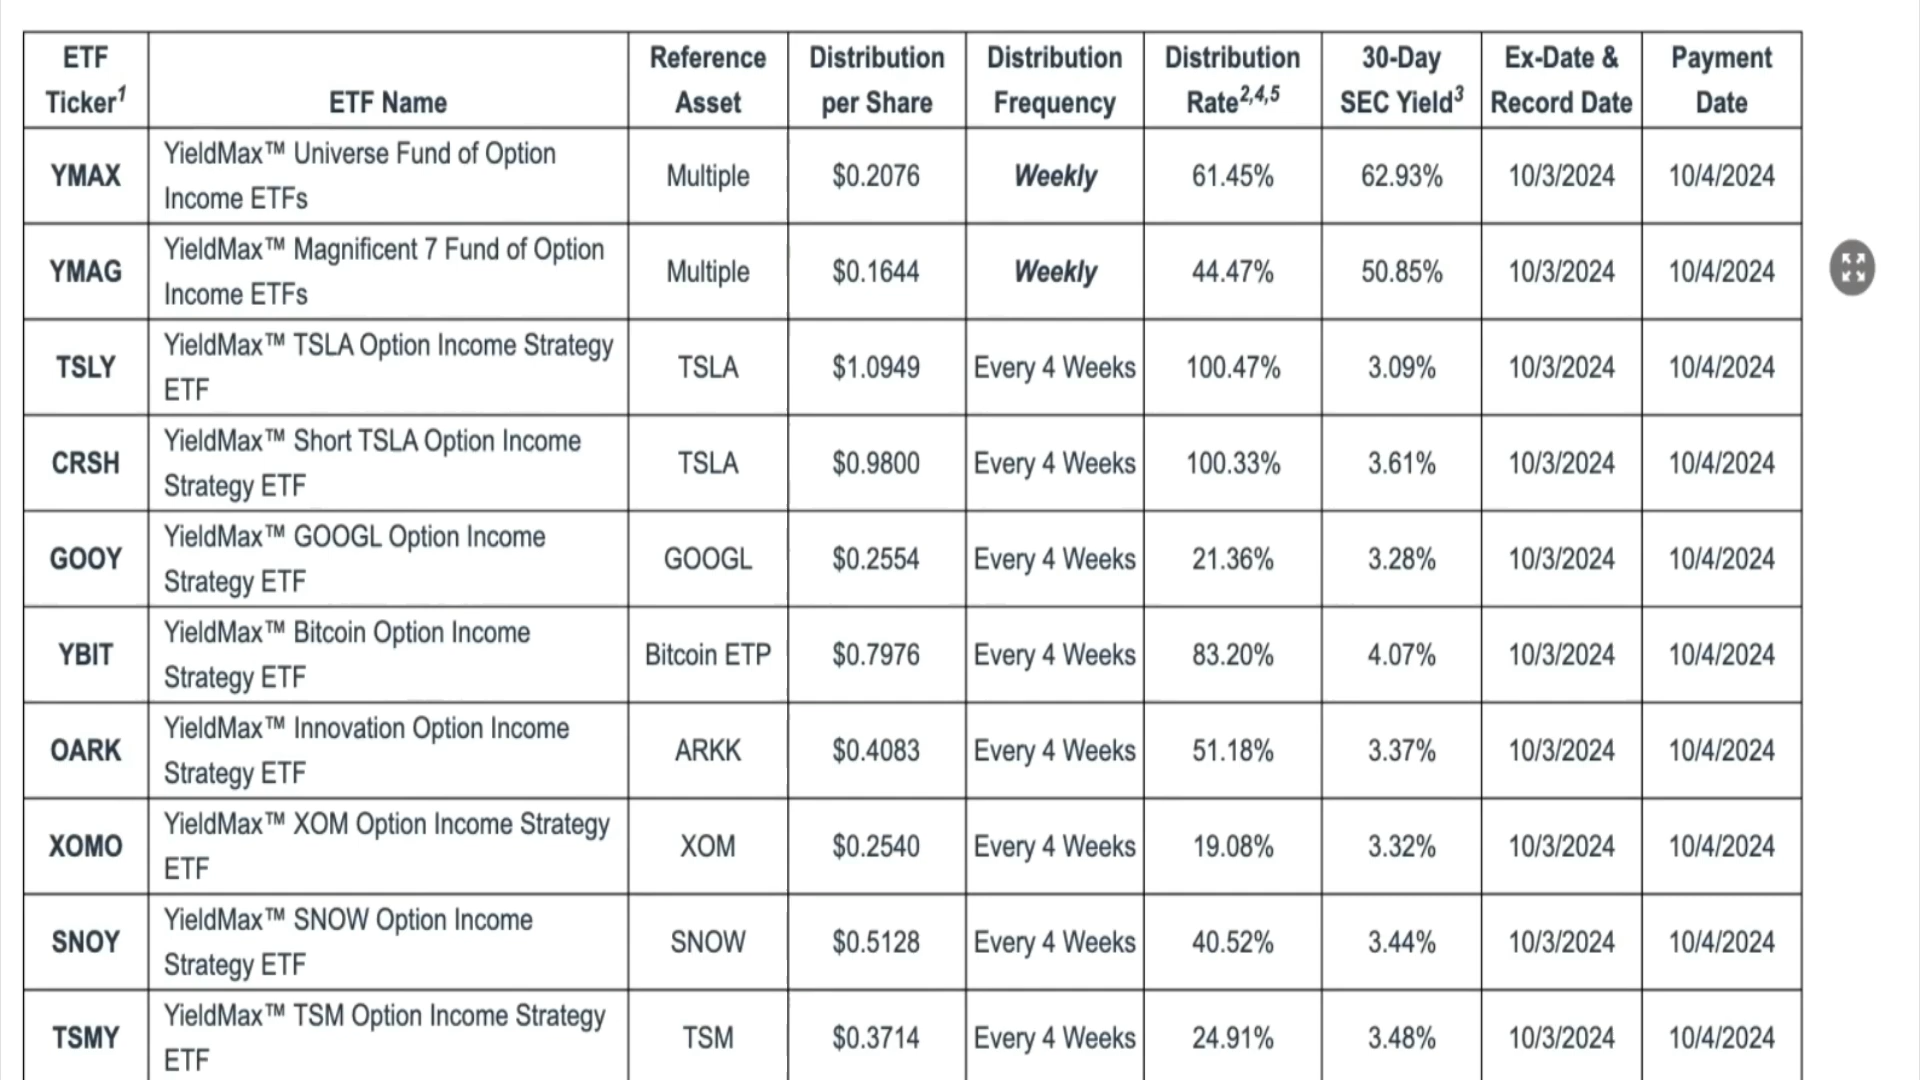 ETF Ticker1 ETF Name Reference Asset Distribution per Share Distribution Frequency Distribution Rate2,4,5 30-Day SEC Yield3 Ex-Date & Record Date Payment Date
YMAX YieldMax™ Universe Fund of Option Income ETFs Multiple $0.2076 Weekly 61.45% 62.93% 10/3/2024 10/4/2024
YMAG YieldMax™ Magnificent 7 Fund of Option Income ETFs Multiple $0.1644 Weekly 44.47% 50.85% 10/3/2024 10/4/2024
TSLY YieldMax™ TSLA Option Income Strategy ETF TSLA $1.0949 Every 4 Weeks 100.47% 3.09% 10/3/2024 10/4/2024
CRSH YieldMax™ Short TSLA Option Income Strategy ETF TSLA $0.9800 Every 4 Weeks 100.33% 3.61% 10/3/2024 10/4/2024
GOOY YieldMax™ GOOGL Option Income Strategy ETF GOOGL $0.2554 Every 4 Weeks 21.36% 3.28% 10/3/2024 10/4/2024
YBIT YieldMax™ Bitcoin Option Income Strategy ETF Bitcoin ETP $0.7976 Every 4 Weeks 83.20% 4.07% 10/3/2024 10/4/2024
OARK YieldMax™ Innovation Option Income Strategy ETF ARKK $0.4083 Every 4 Weeks 51.18% 3.37% 10/3/2024 10/4/2024
XOMO YieldMax™ XOM Option Income Strategy ETF XOM $0.2540 Every 4 Weeks 19.08% 3.32% 10/3/2024 10/4/2024
SNOY YieldMax™ SNOW Option Income Strategy ETF SNOW $0.5128 Every 4 Weeks 40.52% 3.44% 10/3/2024 10/4/2024
TSMY YieldMax™ TSM Option Income Strategy ETF TSM $0.3714 Every 4 Weeks 24.91% 3.48% 10/3/2024 10/4/2024